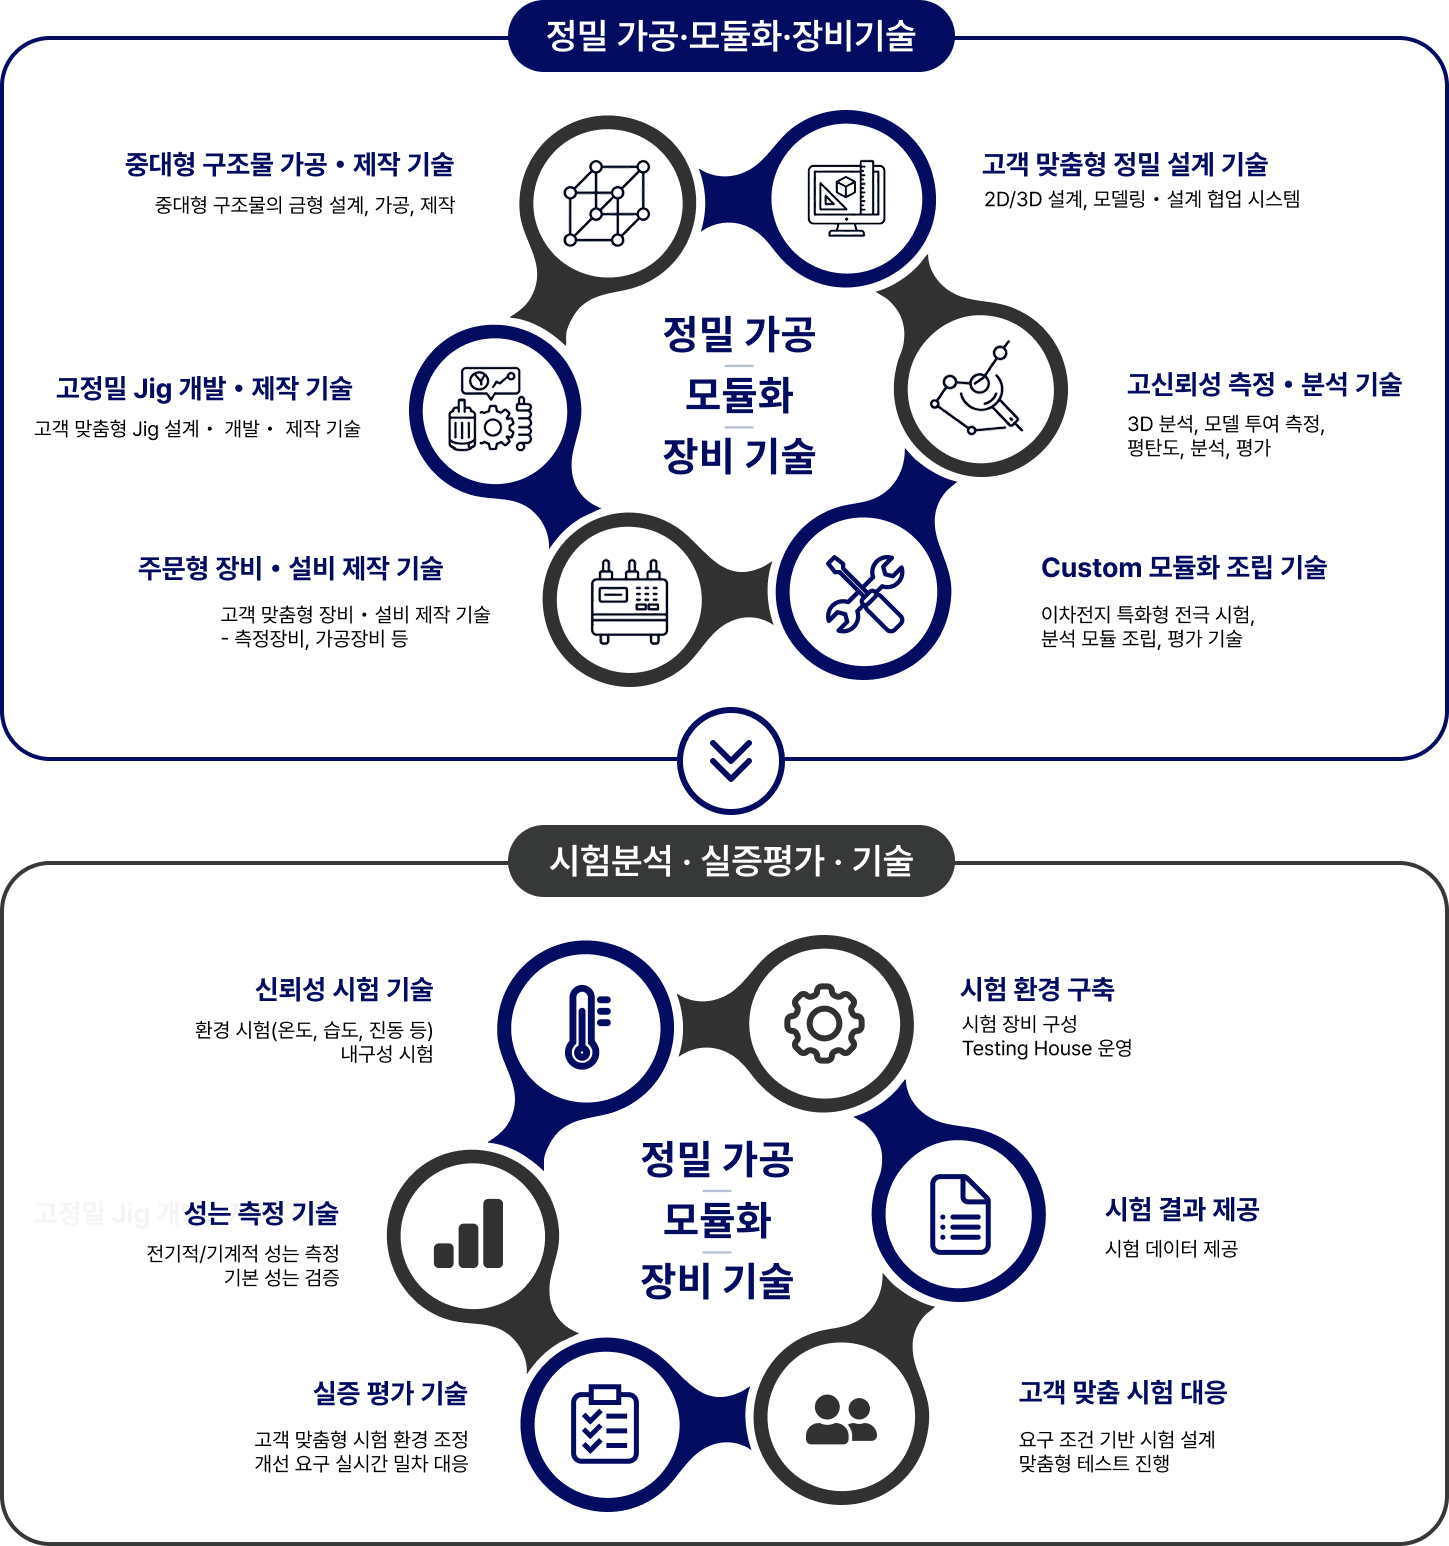 정밀 가공·모듈화·장비기술
중대형 구조물 가공 • 제작 기술
중대형 구조물의 금형 설계, 가공, 제작
고객 맞춤형 정밀 설계 기술
2D/3D 설계, 모델링 • 설계 협업 시스템
고정밀 Jig 개발 • 제작 기술
고객 맞춤형 Jig 설계 • 개발 • 제작 기술
정밀 가공
모듈화
장비 기술
고신뢰성 측정 • 분석 기술
3D 분석, 모델 투여 측정,
평탄도, 분석, 평가
주문형 장비 • 설비 제작 기술
고객 맞춤형 장비 • 설비 제작 기술
- 측정장비, 가공장비 등
Custom 모듈화 조립 기술
이차전지 특화형 전극 시험,
분석 모듈 조립, 평가 기술
시험분석 · 실증평가 · 기술
신뢰성 시험 기술
환경 시험(온도, 습도, 진동 등)
내구성 시험
시험 환경 구축
시험 장비 구성
Testing House 운영
고정밀 Jig 개
성는 측정 기술
전기적/기계적 성는 측정
기본 성는 검증
정밀 가공
모듈화
장비 기술
시험 결과 제공
시험 데이터 제공
실증 평가 기술
고객 맞춤형 시험 환경 조정
개선 요구 실시간 밀차 대응
고객 맞춤 시험 대응
요구 조건 기반 시험 설계
맞춤형 테스트 진행